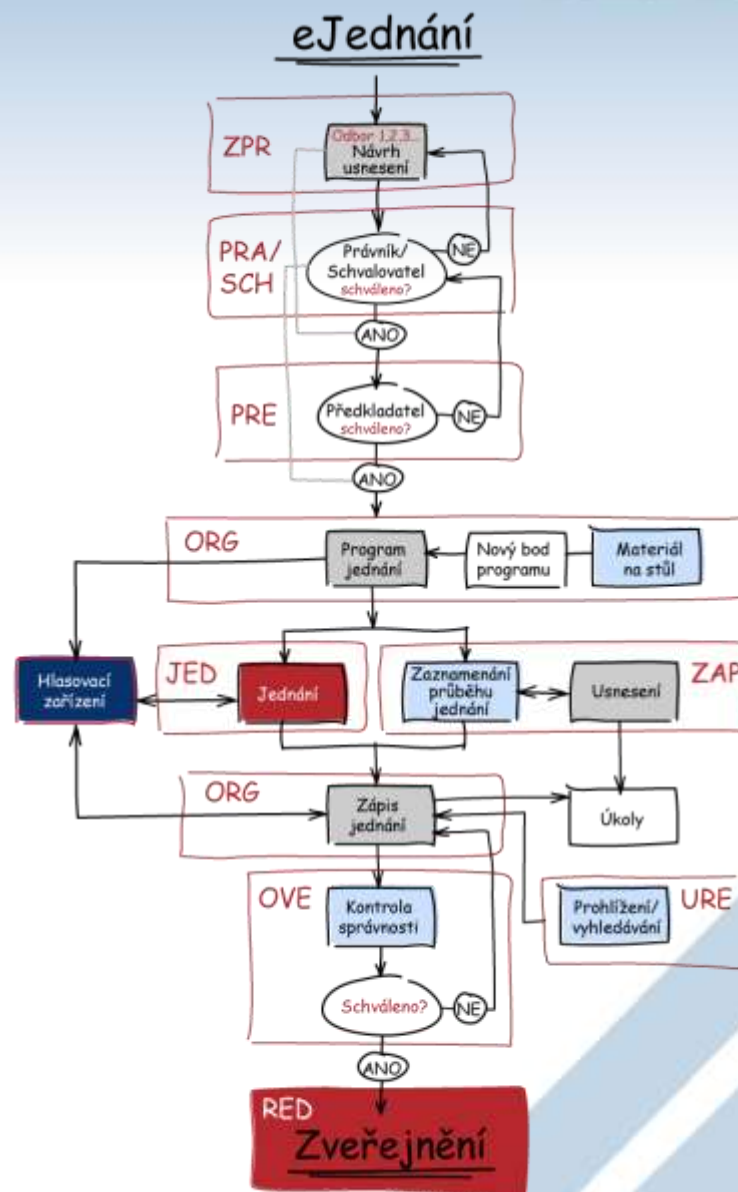 eJednání
ZPR
Odbor 1,2,3...
Návrh
usnesení
PRA/
SCH
Právník/
Schvalovatel
schváleno?
NE
ANO
PRE
Předkladatel
schváleno?
NE
ANO
ORG
Program
jednání
Nový bod
programu
Materiál
na stůl
Hlasovací
zařízení
JED
Jednání
Zaznamenání
průběhu
jednání
Usnesení
ZAP
ORG
Zápis
jednání
Úkoly
OVE
Kontrola
správnosti
Prohlížení/
vyhledávání
URE
Schváleno?
NE
ANO
RED
Zveřejnění